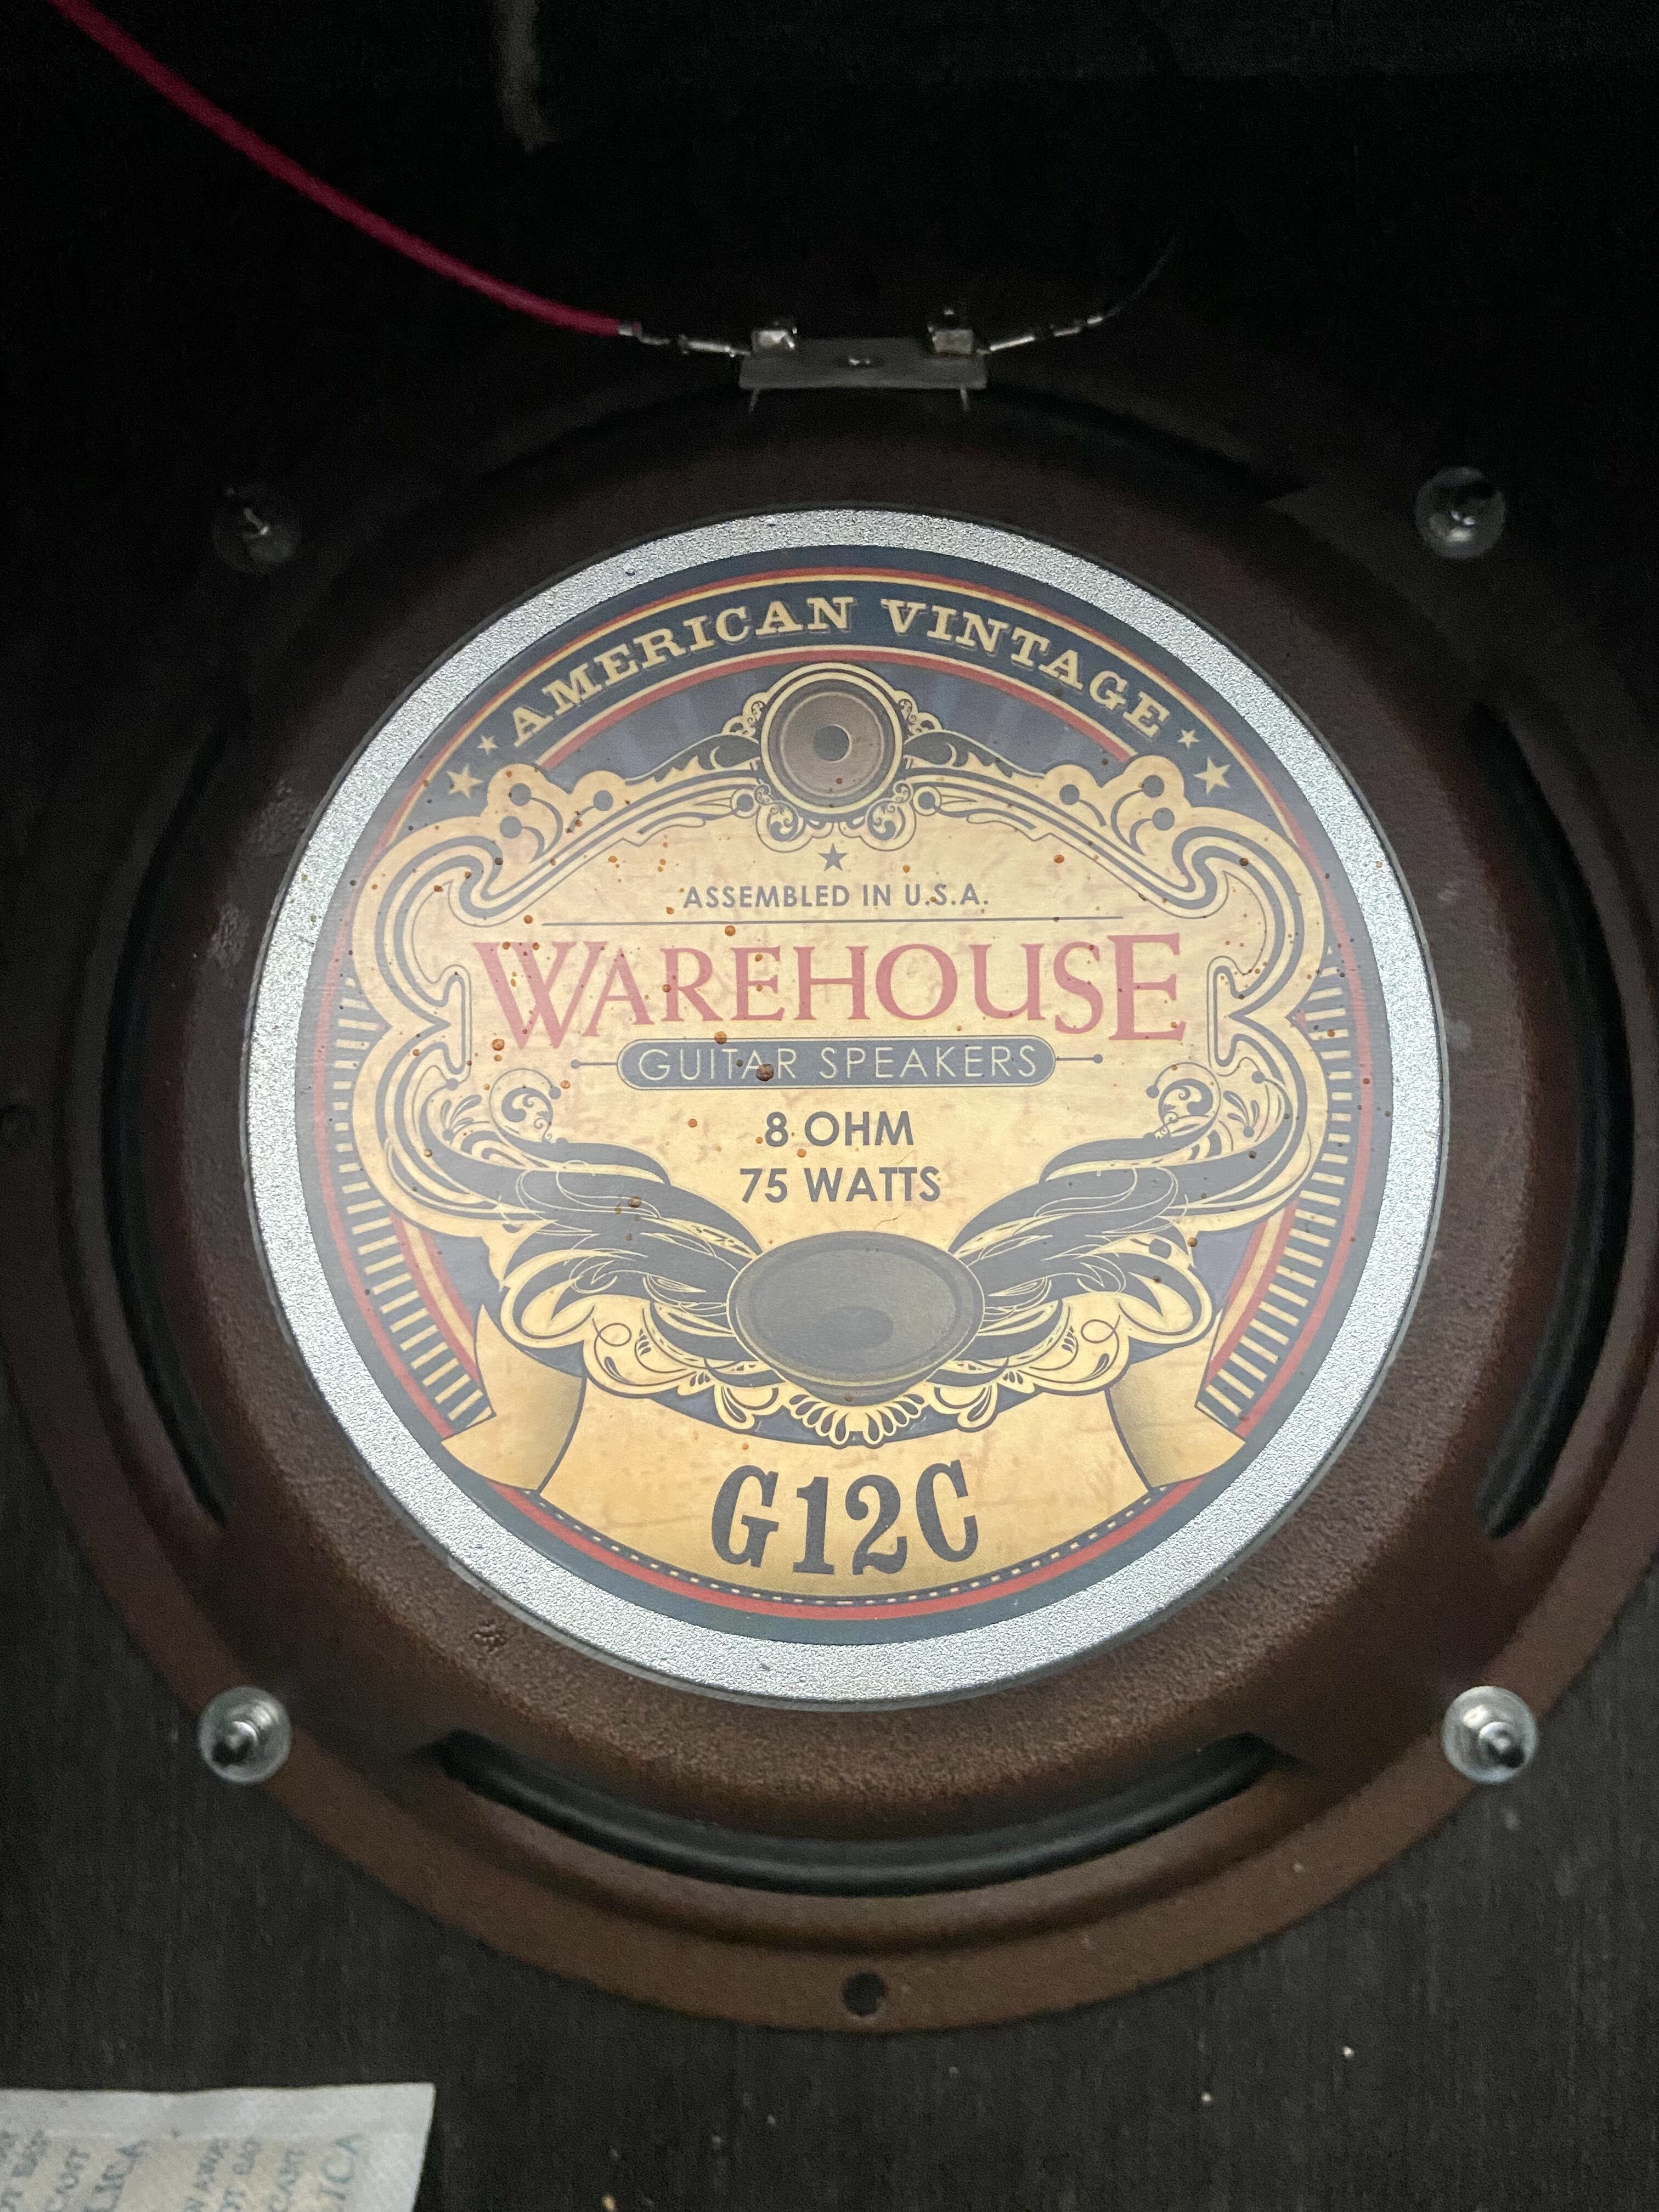 AMERICAN VINTAGE
ASSEMBLED IN U.S.A.
WAREHOUSE
GUITAR SPEAKERS
8 OHM
75 WATTS
G12C